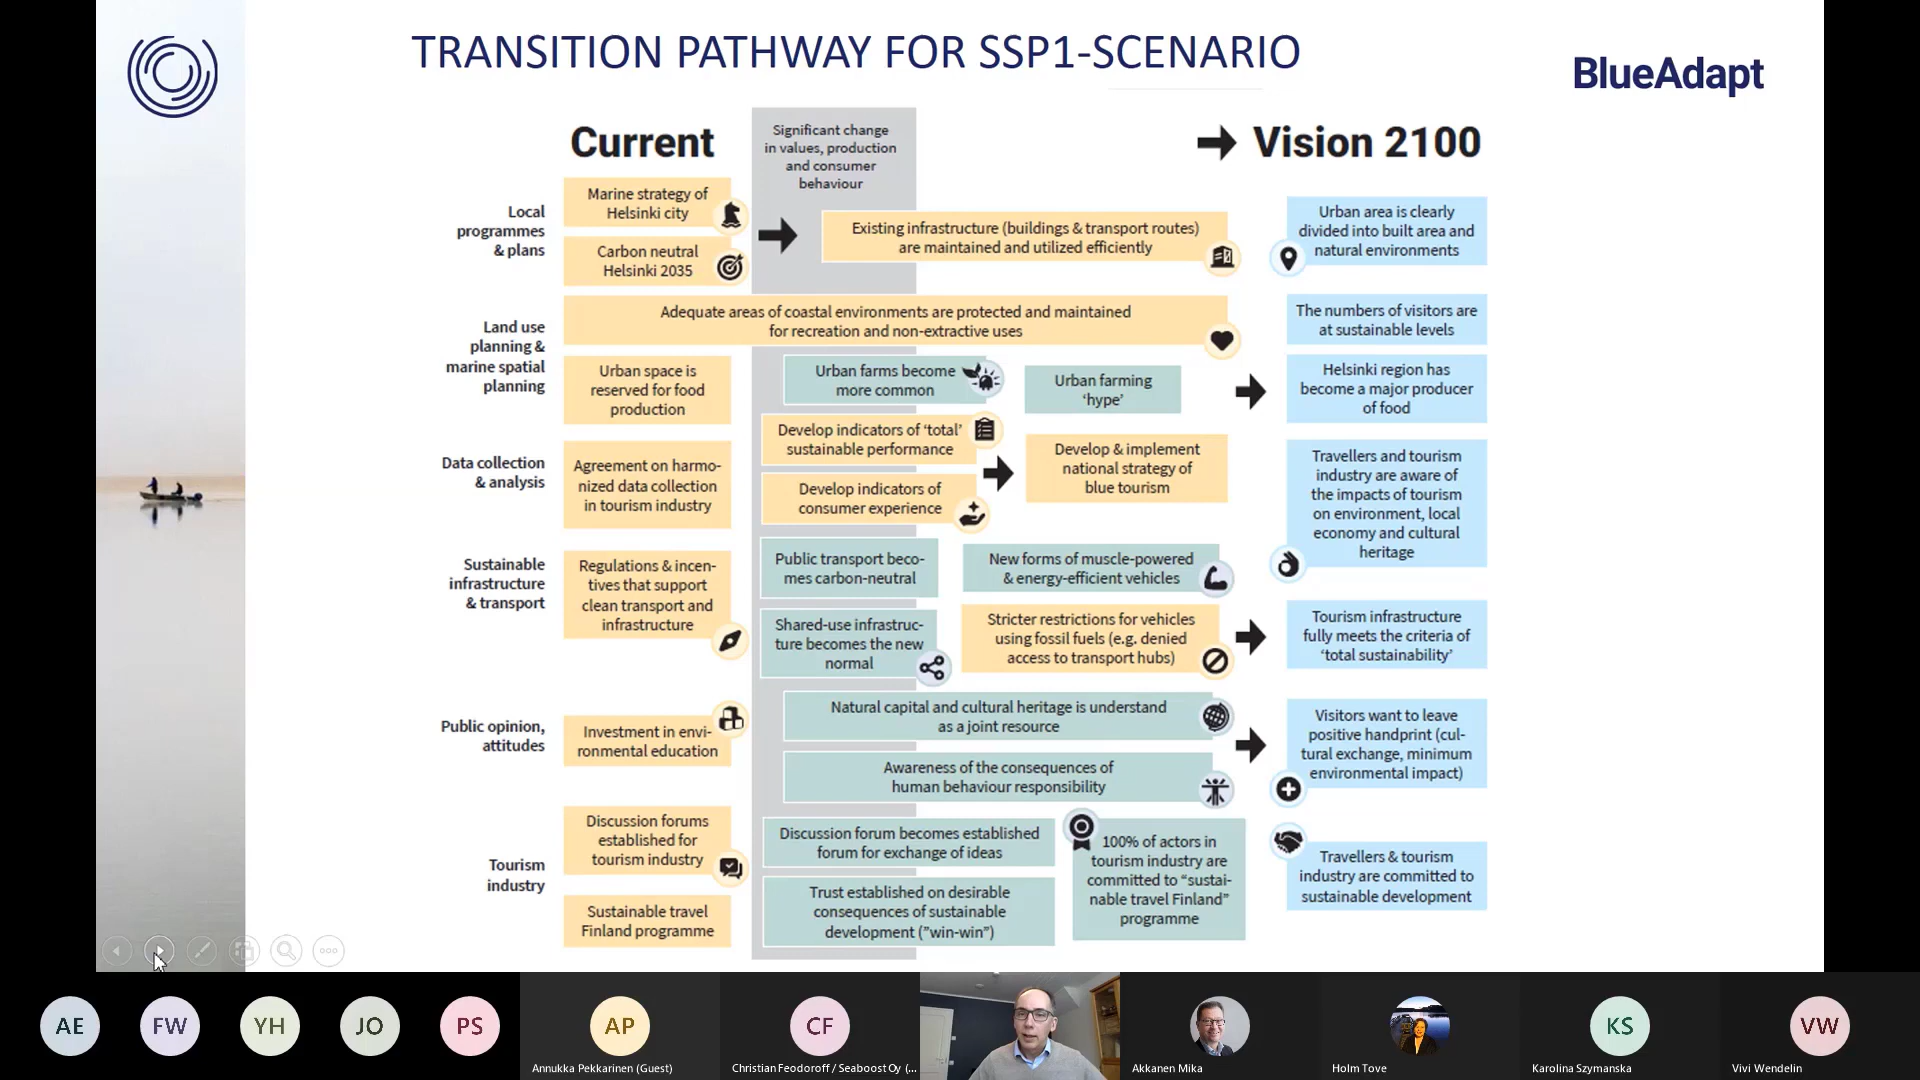 TRANSITION PATHWAY FOR SSP1-SCENARIO
BlueAdapt
Current
Significant change
in values, production
and consumer
behaviour
Vision 2100
Local
programmes
& plans
Marine strategy of
Helsinki city
Carbon neutral
Helsinki 2035
Existing infrastructure (buildings & transport routes)
are maintained and utilized efficiently
Urban area is clearly
divided into built area and
natural environments
Land use
planning &
marine spatial
planning
Adequate areas of coastal environments are protected and maintained
for recreation and non-extractive uses
The numbers of visitors are
at sustainable levels
Urban space is
reserved for food
production
Urban farms become
more common
Urban farming
‘hype’
Helsinki region has
become a major producer
of food
Data collection
& analysis
Agreement on harmo-
nized data collection
in tourism industry
Develop indicators of ‘total’
sustainable performance
Develop indicators of
consumer experience
Develop & implement
national strategy of
blue tourism
Travellers and tourism
industry are aware of
the impacts of tourism
on environment, local
economy and cultural
heritage
Sustainable
infrastructure
& transport
Regulations & incen-
tives that support
clean transport and
infrastructure
Public transport beco-
mes carbon-neutral
New forms of muscle-powered
& energy-efficient vehicles
Shared-use infrastruc-
ture becomes the new
normal
Stricter restrictions for vehicles
using fossil fuels (e.g. denied
access to transport hubs)
Tourism infrastructure
fully meets the criteria of
‘total sustainability’
Public opinion,
attitudes
Investment in envi-
ronmental education
Natural capital and cultural heritage is understand
as a joint resource
Awareness of the consequences of
human behaviour responsibility
Visitors want to leave
positive handprint (cul-
tural exchange, minimum
environmental impact)
Tourism
industry
Discussion forums
established for
tourism industry
Sustainable travel
Finland programme
Discussion forum becomes established
forum for exchange of ideas
Trust established on desirable
consequences of sustainable
development (”win-win”)
100% of actors in
tourism industry are
committed to “sustai-
nable travel Finland”
programme
Travellers & tourism
industry are committed to
sustainable development
AE
FW
YH
JO
PS
AP
CF
KS
VW
Annukka Pekkarinen (Guest)
Christian Feodoroff / Seaboost Oy (...
Akkanen Mika
Holm Tove
Karolina Szymanska
Vivi Wendelin